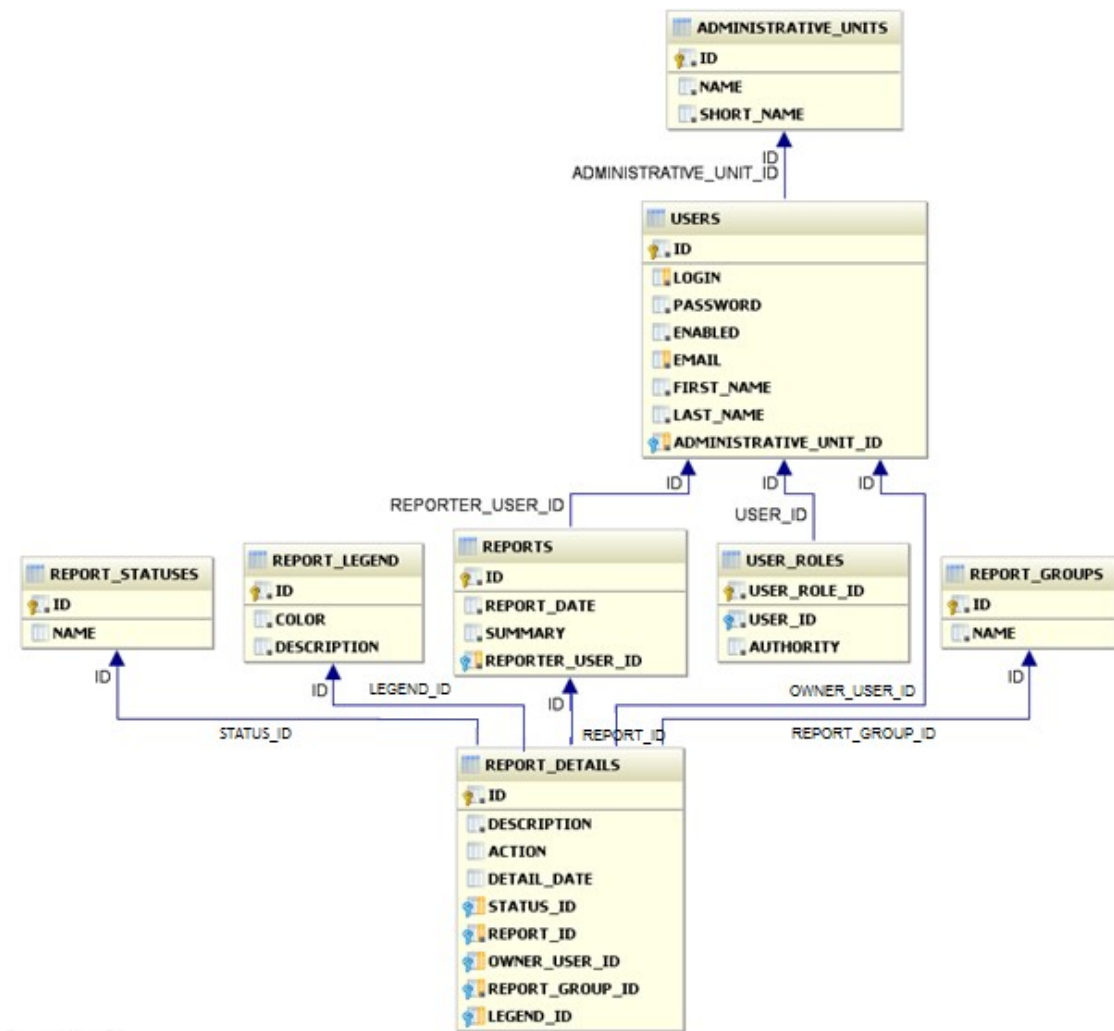 ADMINISTRATIVE_UNITS
ID
NAME
SHORT_NAME
ID
ADMINISTRATIVE_UNIT_ID
USERS
ID
LOGIN
PASSWORD
ENABLED
EMAIL
FIRST_NAME
LAST_NAME
ADMINISTRATIVE_UNIT_ID
ID
ID
ID
REPORTER_USER_ID
USER_ID
REPORT_STATUSES
ID
NAME
REPORT_LEGEND
ID
COLOR
DESCRIPTION
REPORTS
ID
REPORT_DATE
SUMMARY
REPORTER_USER_ID
USER_ROLES
USER_ROLE_ID
USER_ID
AUTHORITY
REPORT_GROUPS
ID
NAME
ID
ID
LEGEND_ID
ID
OWNER_USER_ID
ID
STATUS_ID
REPORT_ID
REPORT_GROUP_ID
REPORT_DETAILS
ID
DESCRIPTION
ACTION
DETAIL_DATE
STATUS_ID
REPORT_ID
OWNER_USER_ID
REPORT_GROUP_ID
LEGEND_ID